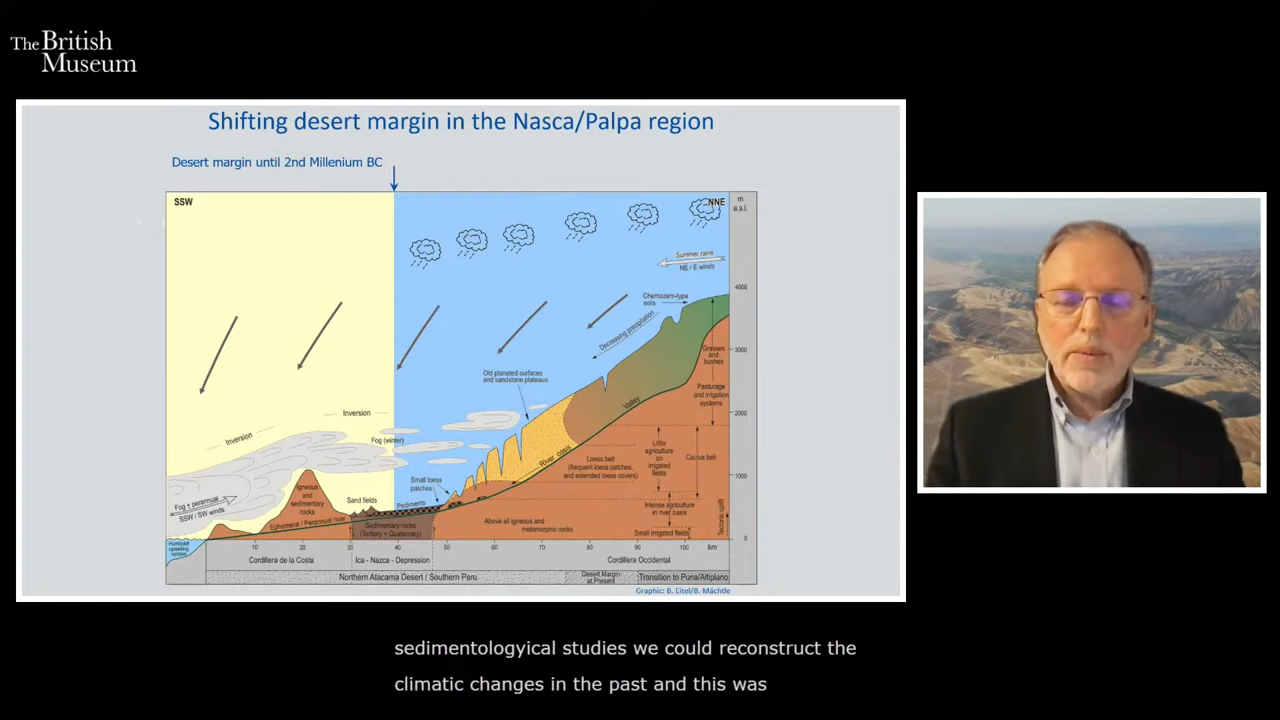 The British
Museum
Shifting desert margin in the Nasca/Palpa region
Desert margin until 2nd Millenium BC
SSW
NNE
m
a.s.l.
Summer rains
NE / E winds
4000
Chernozem-type
soils
Decreasing precipitation
3000
Grasses
and
bushes
Old planated surfaces
and sandstone plateaus
Pasturage
and irrigation
systems
Valley
2000
Inversion
Inversion
Fog (winter)
Little
agriculture
on
irrigated
fields
Cactus belt
River oasis
Loess belt
(frequent loess patches,
and extended loess covers)
1000
Small loess
patches
Igneous
and
sedimentary
rocks
Sand fields
Pediments
Fog ± perannual
SSW / SW winds
Ephemeral / Perannual river
Sedimentary rocks
(Tertiary + Quaternary)
Above all igneous and
metamorphic rocks
Intense agriculture
in river oasis
Small irrigated fields
Tectonic uplift
0
Humboldt
upwelling
system
10 20 30 40 50 60 70 80 90 100 km
Cordillera de la Costa
Ica - Nazca - Depression
Cordillera Occidental
Northern Atacama Desert / Southern Peru
Desert Margin
at Present
Transition to Puna/Altiplano
Graphic: B. Eitel/B. Mächtle
sedimentologyical studies we could reconstruct the
climatic changes in the past and this was